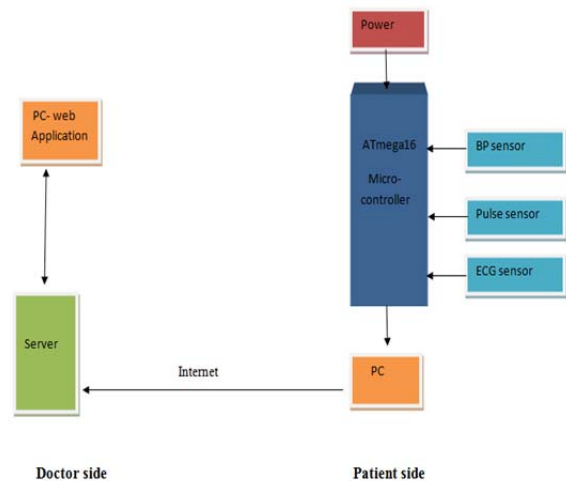 Power
PC- web
Application
ATmega16
Micro-
controller
BP sensor
Pulse sensor
ECG sensor
Server
Internet
PC
Doctor side
Patient side